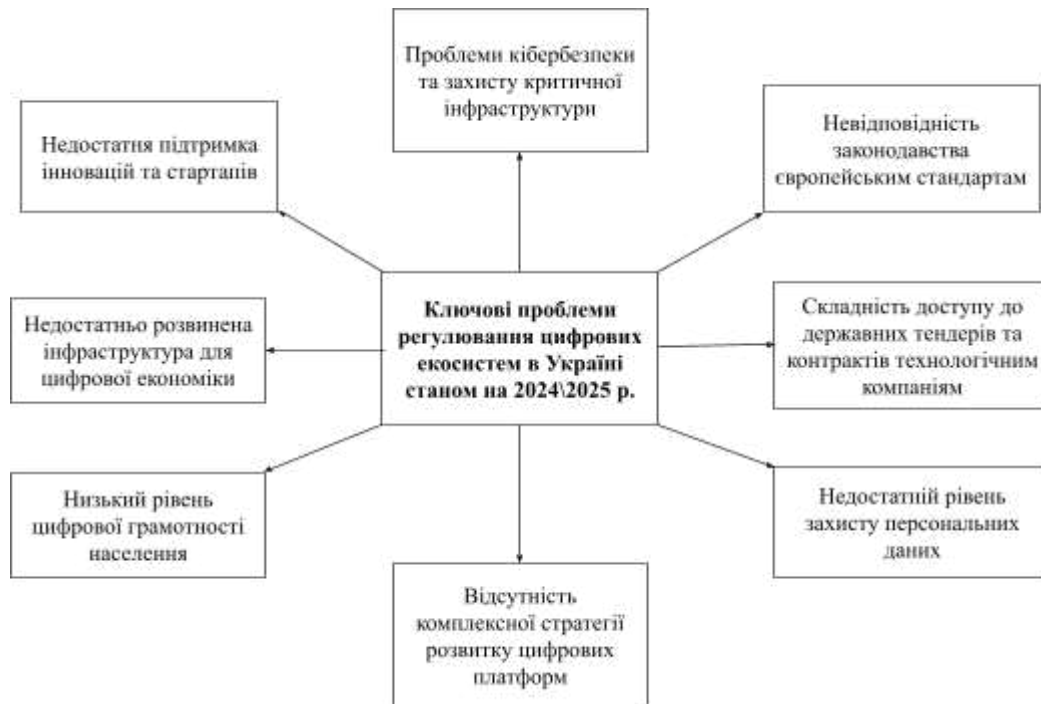 Проблеми кібербезпеки
та захисту критичної
інфраструктури
Недостатня підтримка
інновацій та стартапів
Невідповідність
законодавства
європейським стандартам
Ключові проблеми
регулювання цифрових
екосистем в Україні
станом на 2024\2025 р.
Недостатньо розвинена
інфраструктура для
цифрової економіки
Складність доступу до
державних тендерів та
контрактів технологічним
компаніям
Низький рівень
цифрової грамотності
населення
Недостатній рівень
захисту персональних
даних
Відсутність
комплексної стратегії
розвитку цифрових
платформ